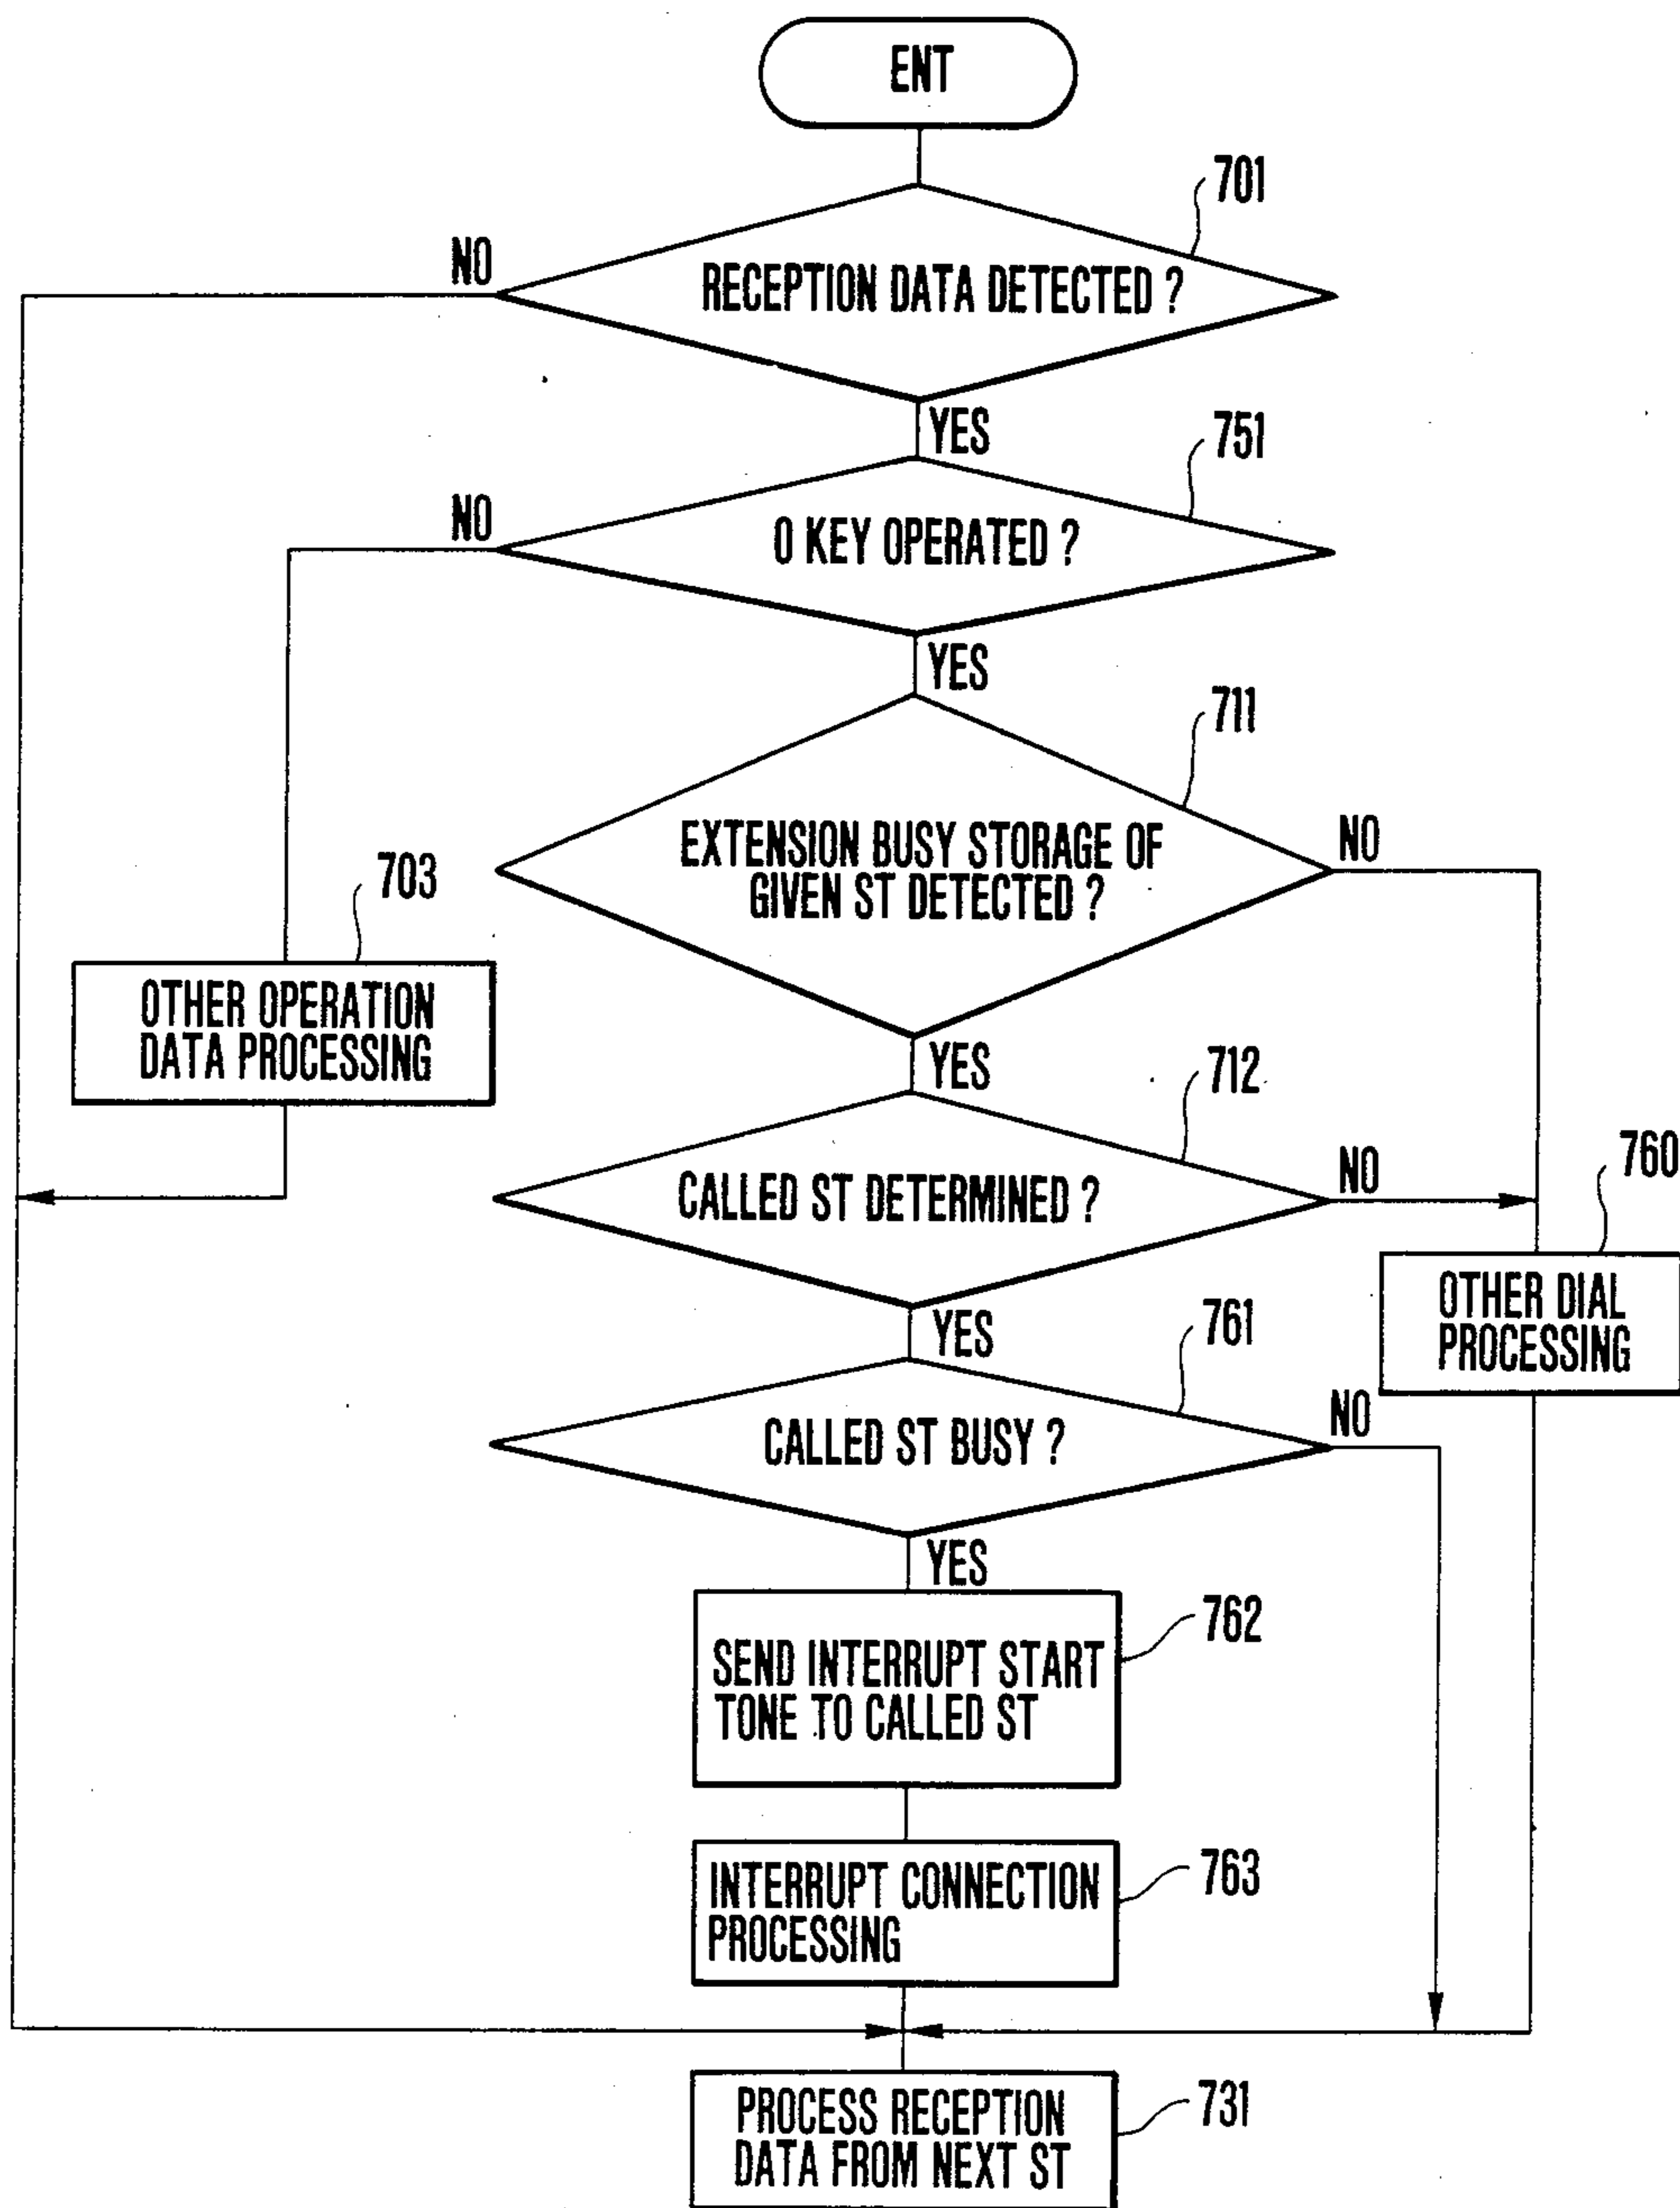 ENT
701
NO
RECEPTION DATA DETECTED ?
YES
751
NO
0 KEY OPERATED ?
YES
711
EXTENSION BUSY STORAGE OF
GIVEN ST DETECTED ?
NO
703
OTHER OPERATION
DATA PROCESSING
YES
712
CALLED ST DETERMINED ?
NO
760
OTHER DIAL
PROCESSING
YES
761
CALLED ST BUSY ?
NO
YES
762
SEND INTERRUPT START
TONE TO CALLED ST
763
INTERRUPT CONNECTION
PROCESSING
731
PROCESS RECEPTION
DATA FROM NEXT ST